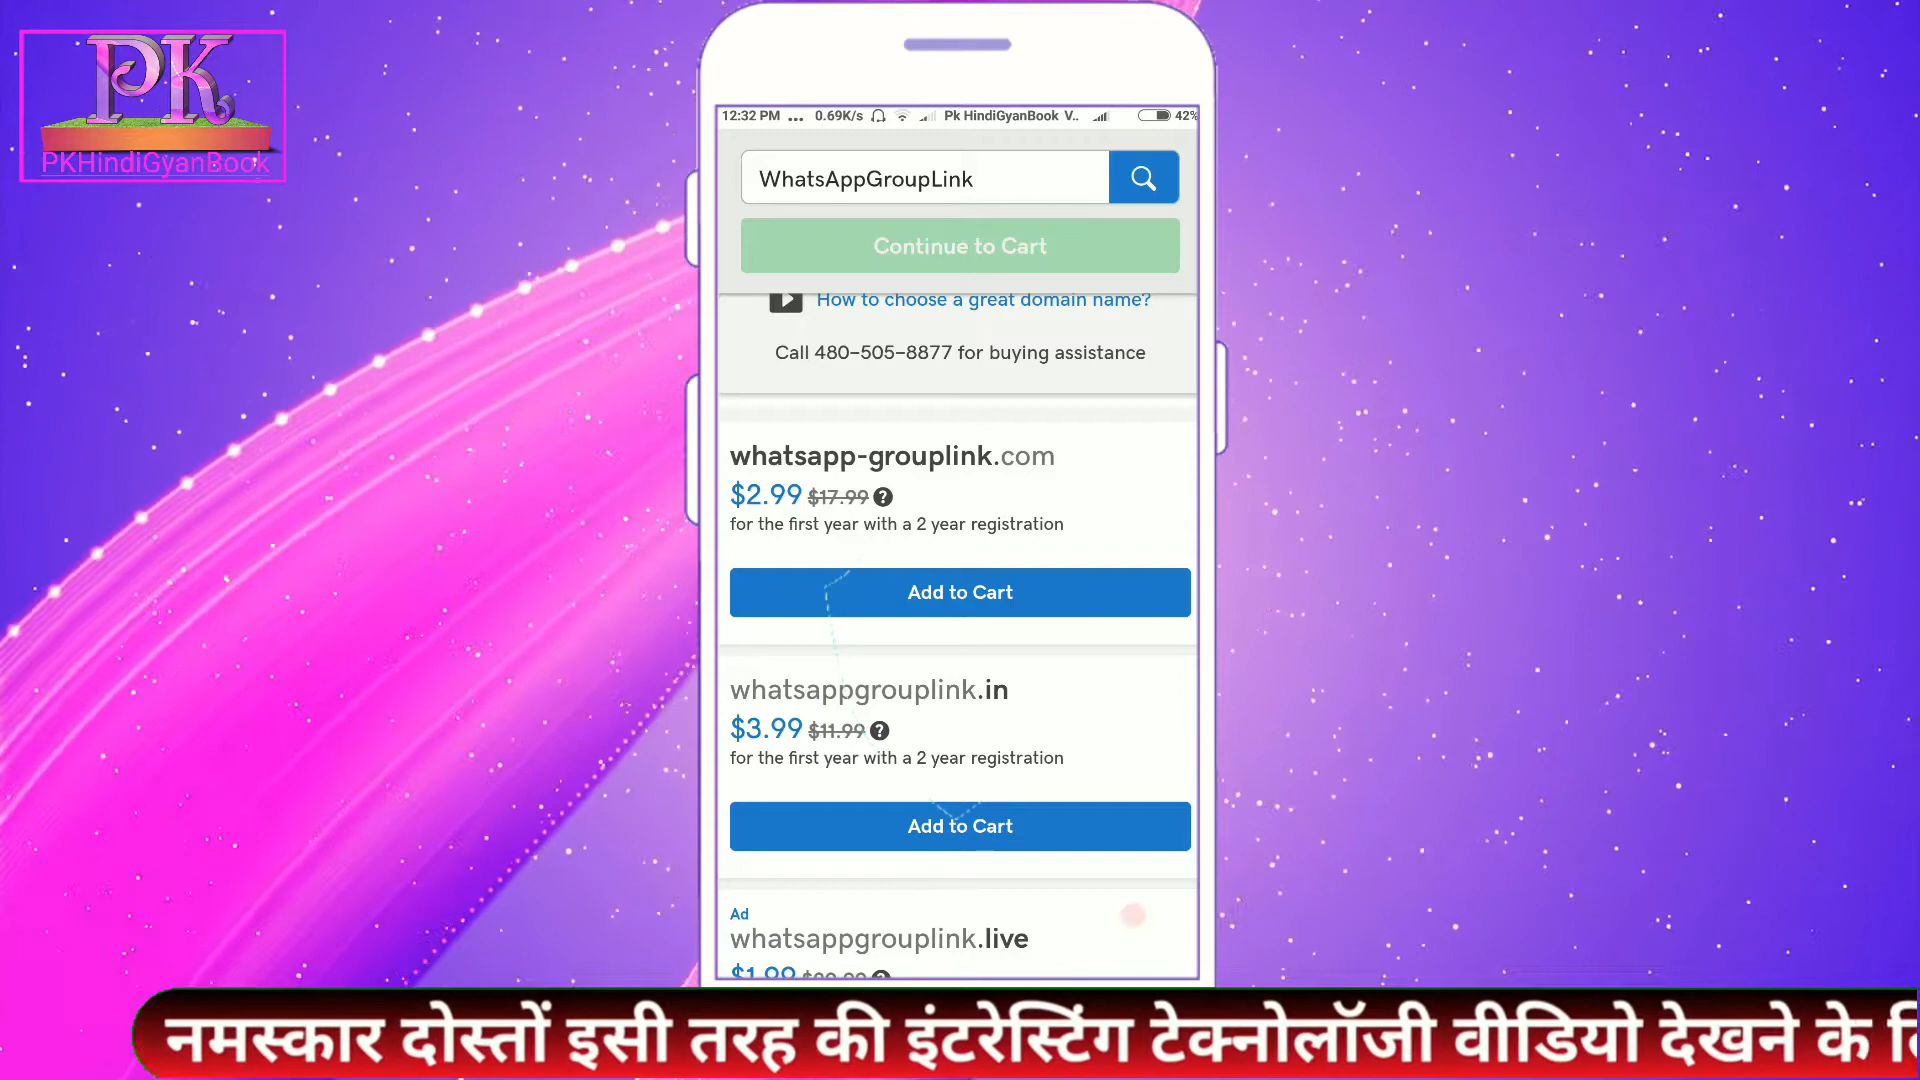 PK
PKHindiGyanBook
12:32 PM ... 0.69K/s Pk HindiGyanBook V.. 42%
WhatsAppGroupLink
Continue to Cart
How to choose a great domain name?
Call 480-505-8877 for buying assistance
whatsapp-grouplink.com
$2.99 $17.99 ?
for the first year with a 2 year registration
Add to Cart
whatsappgrouplink.in
$3.99 $11.99 ?
for the first year with a 2 year registration
Add to Cart
Ad
whatsappgrouplink.live
$1.99
नमस्कार दोस्तों इसी तरह की इंटरेस्टिंग टेक्नोलॉजी वीडियो देखने के